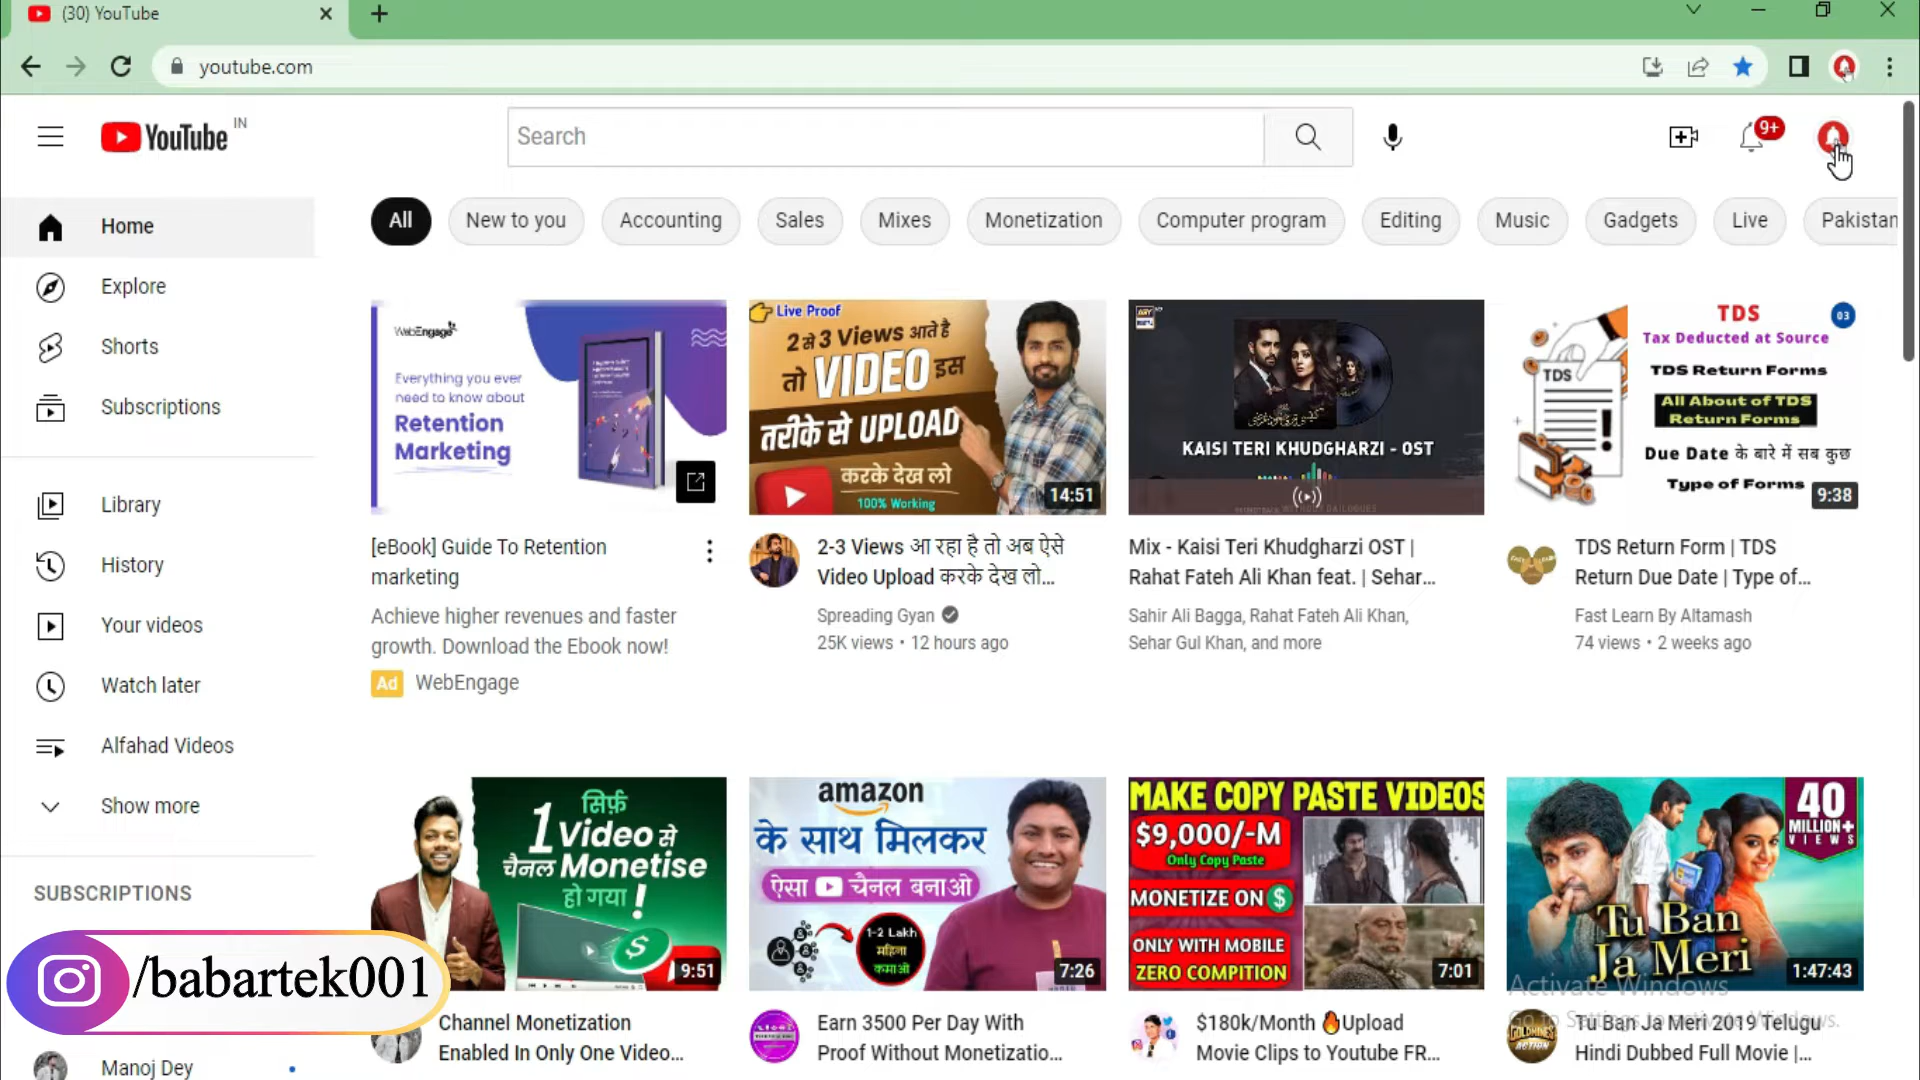 (30) YouTube
youtube.com
YouTube IN
Search
9+
Home
Explore
Shorts
Subscriptions
Library
History
Your videos
Watch later
Alfahad Videos
Show more
SUBSCRIPTIONS
Manoj Dey
/babartek001
All
New to you
Accounting
Sales
Mixes
Monetization
Computer program
Editing
Music
Gadgets
Live
Pakistan
WebEngage
Everything you ever
need to know about
Retention
Marketing
[eBook] Guide To Retention
marketing
Achieve higher revenues and faster
growth. Download the Ebook now!
Ad WebEngage
Live Proof
2 से 3 Views आते है
तो VIDEO इस
तरीके से UPLOAD
करके देख लो
100% Working
14:51
2-3 Views आ रहा है तो अब ऐसे
Video Upload करके देख लो...
Spreading Gyan
25K views • 12 hours ago
KAISI TERI KHUDGHARZI - OST
Mix - Kaisi Teri Khudgharzi OST |
Rahat Fateh Ali Khan feat. | Sehar...
Sahir Ali Bagga, Rahat Fateh Ali Khan,
Sehar Gul Khan, and more
TDS
03
Tax Deducted at Source
TDS
TDS Return Forms
All About of TDS
Return Forms
Due Date के बारे में सब कुछ
Type of Forms
9:38
TDS Return Form | TDS
Return Due Date | Type of...
Fast Learn By Altamash
74 views • 2 weeks ago
सिर्फ़
1 Video से
चैनल Monetise
हो गया !
9:51
Channel Monetization
Enabled In Only One Video...
amazon
के साथ मिलकर
ऐसा चैनल बनाओ
1-2 Lakh
महिना
कमाओ
7:26
Earn 3500 Per Day With
Proof Without Monetizatio...
MAKE COPY PASTE VIDEOS
$9,000/-M
Only Copy Paste
MONETIZE ON $
ONLY WITH MOBILE
ZERO COMPITION
7:01
$180k/Month 🔥Upload
Movie Clips to Youtube FR...
40
MILLION+
VIEWS
Tu Ban
Ja Meri
1:47:43
Activate Windows
Go to Settings to activate Windows.
GOLDMINES
ACTION
Tu Ban Ja Meri 2019 Telugu
Hindi Dubbed Full Movie |...